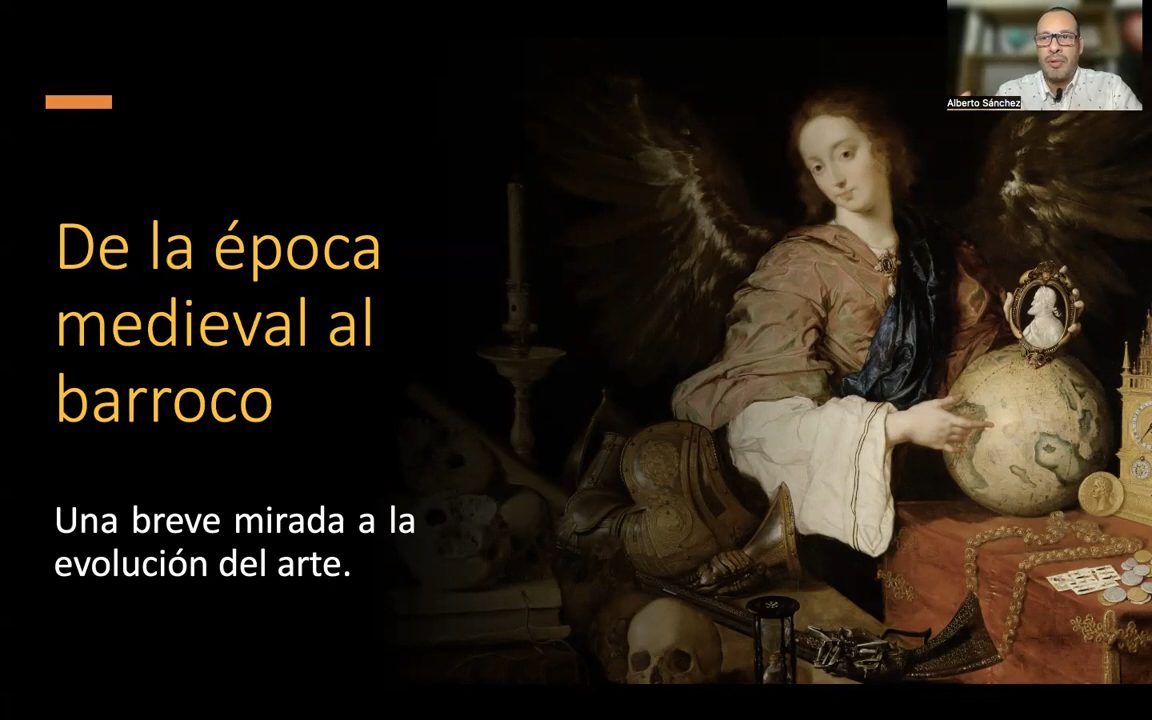 Alberto Sánchez
De la época
medieval al
barroco
Una breve mirada a la
evolución del arte.